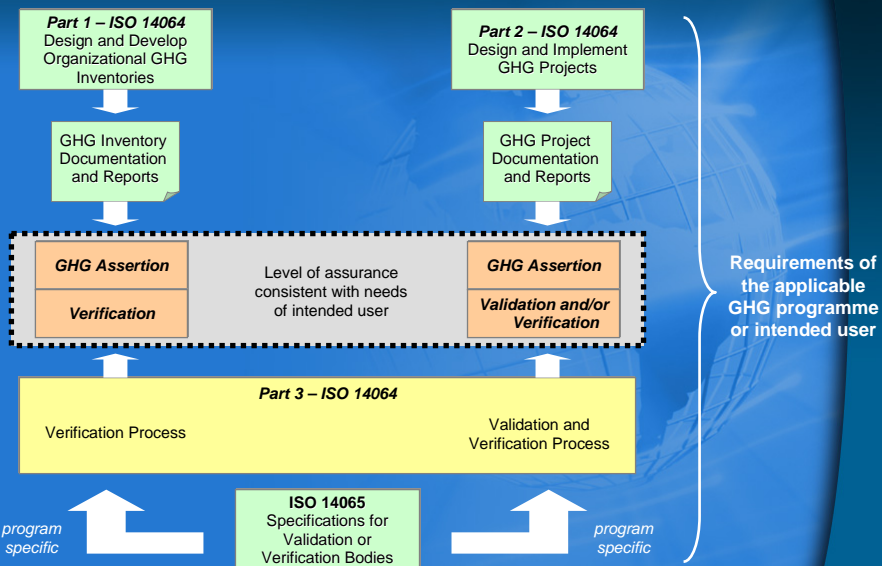 Part 1 – ISO 14064
Design and Develop
Organizational GHG
Inventories
Part 2 – ISO 14064
Design and Implement
GHG Projects
GHG Inventory
Documentation
and Reports
GHG Project
Documentation
and Reports
GHG Assertion
Verification
Level of assurance
consistent with needs
of intended user
GHG Assertion
Validation and/or
Verification
Requirements of
the applicable
GHG programme
or intended user
Part 3 – ISO 14064
Verification Process
Validation and
Verification Process
program
specific
ISO 14065
Specifications for
Validation or
Verification Bodies
program
specific